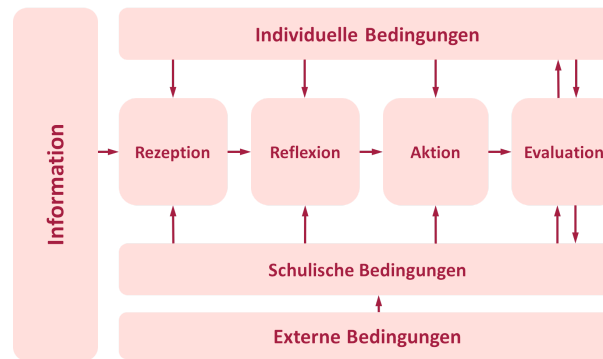 Individuelle Bedingungen
Information
Rezeption
Reflexion
Aktion
Evaluation
Schulische Bedingungen
Externe Bedingungen